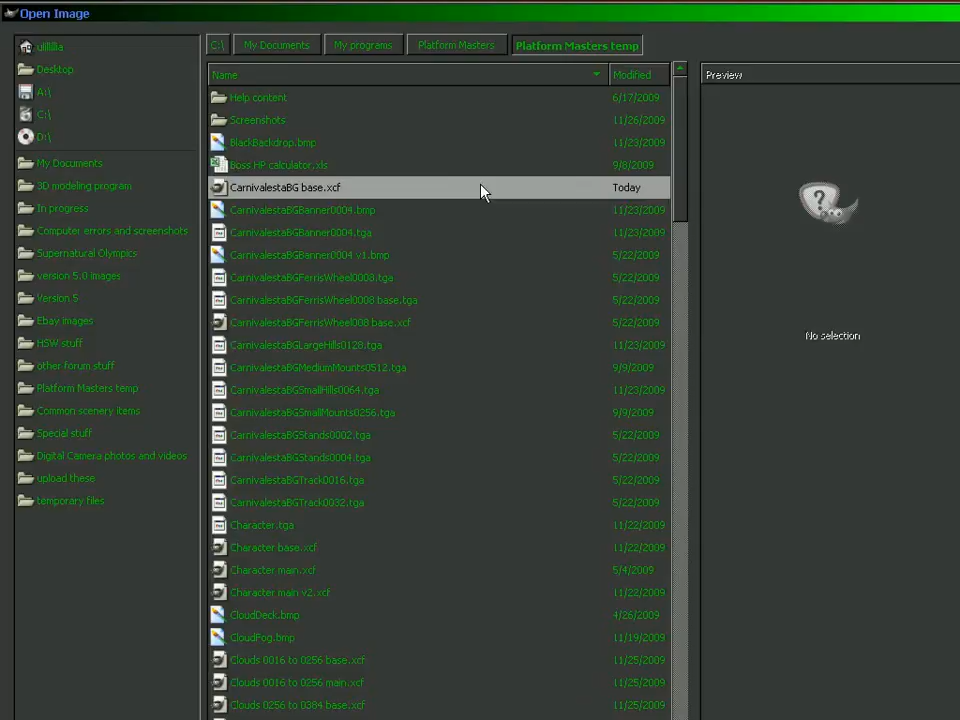 Open Image
ulillillia
Desktop
A:\
C:\
D:\
My Documents
3D modeling program
In progress
Computer errors and screenshots
Supernatural Olympics
version 5.0 images
Version 5
Ebay images
HSW stuff
other forum stuff
Platform Masters temp
Common scenery items
Special stuff
Digital Camera photos and videos
upload these
temporary files
C:\ My Documents My programs Platform Masters Platform Masters temp
Name Modified
Help content 6/17/2009
Screenshots 11/26/2009
BlackBackdrop.bmp 11/23/2009
Boss HP calculator.xls 9/8/2009
CarnivalestaBG base.xcf Today
CarnivalestaBGBanner0004.bmp 11/23/2009
CarnivalestaBGBanner0004.tga 11/23/2009
CarnivalestaBGBanner0004 v1.bmp 5/22/2009
CarnivalestaBGFerrisWheel0008.tga 5/22/2009
CarnivalestaBGFerrisWheel0008 base.tga 5/22/2009
CarnivalestaBGFerrisWheel008 base.xcf 5/22/2009
CarnivalestaBGLargeHills0128.tga 11/23/2009
CarnivalestaBGMediumMounts0512.tga 9/9/2009
CarnivalestaBGSmallHills0064.tga 11/23/2009
CarnivalestaBGSmallMounts0256.tga 9/9/2009
CarnivalestaBGStands0002.tga 5/22/2009
CarnivalestaBGStands0004.tga 5/22/2009
CarnivalestaBGTrack0016.tga 5/22/2009
CarnivalestaBGTrack0032.tga 5/22/2009
Character.tga 11/22/2009
Character base.xcf 11/22/2009
Character main.xcf 5/4/2009
Character main v2.xcf 11/22/2009
CloudDeck.bmp 4/26/2009
CloudFog.bmp 11/19/2009
Clouds 0016 to 0256 base.xcf 11/25/2009
Clouds 0016 to 0256 main.xcf 11/25/2009
Clouds 0256 to 0384 base.xcf 11/25/2009
Preview
No selection